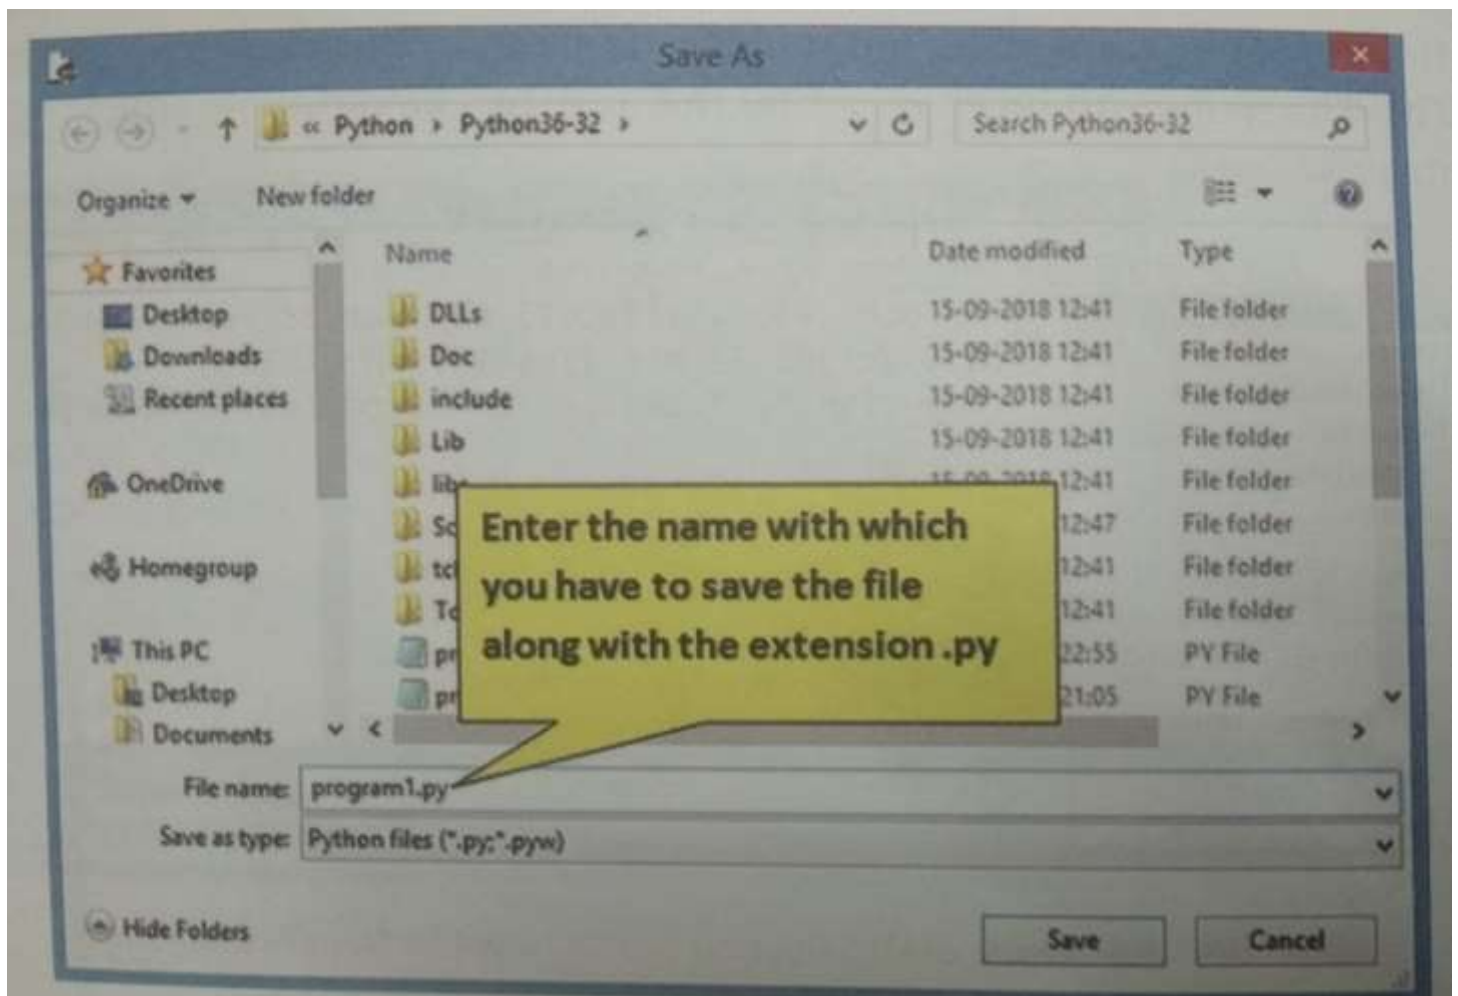 Save As
« Python › Python36-32 ›
Search Python36-32
Organize
New folder
Name
Date modified
Type
Favorites
Desktop
Downloads
Recent places
OneDrive
Homegroup
This PC
Desktop
Documents
DLLs 15-09-2018 12:41 File folder
Doc 15-09-2018 12:41 File folder
include 15-09-2018 12:41 File folder
Lib 15-09-2018 12:41 File folder
12:41 File folder
12:47 File folder
12:41 File folder
12:41 File folder
22:55 PY File
21:05 PY File
Enter the name with which
you have to save the file
along with the extension .py
File name: program1.py
Save as type: Python files (*.py;*.pyw)
Hide Folders
Save
Cancel